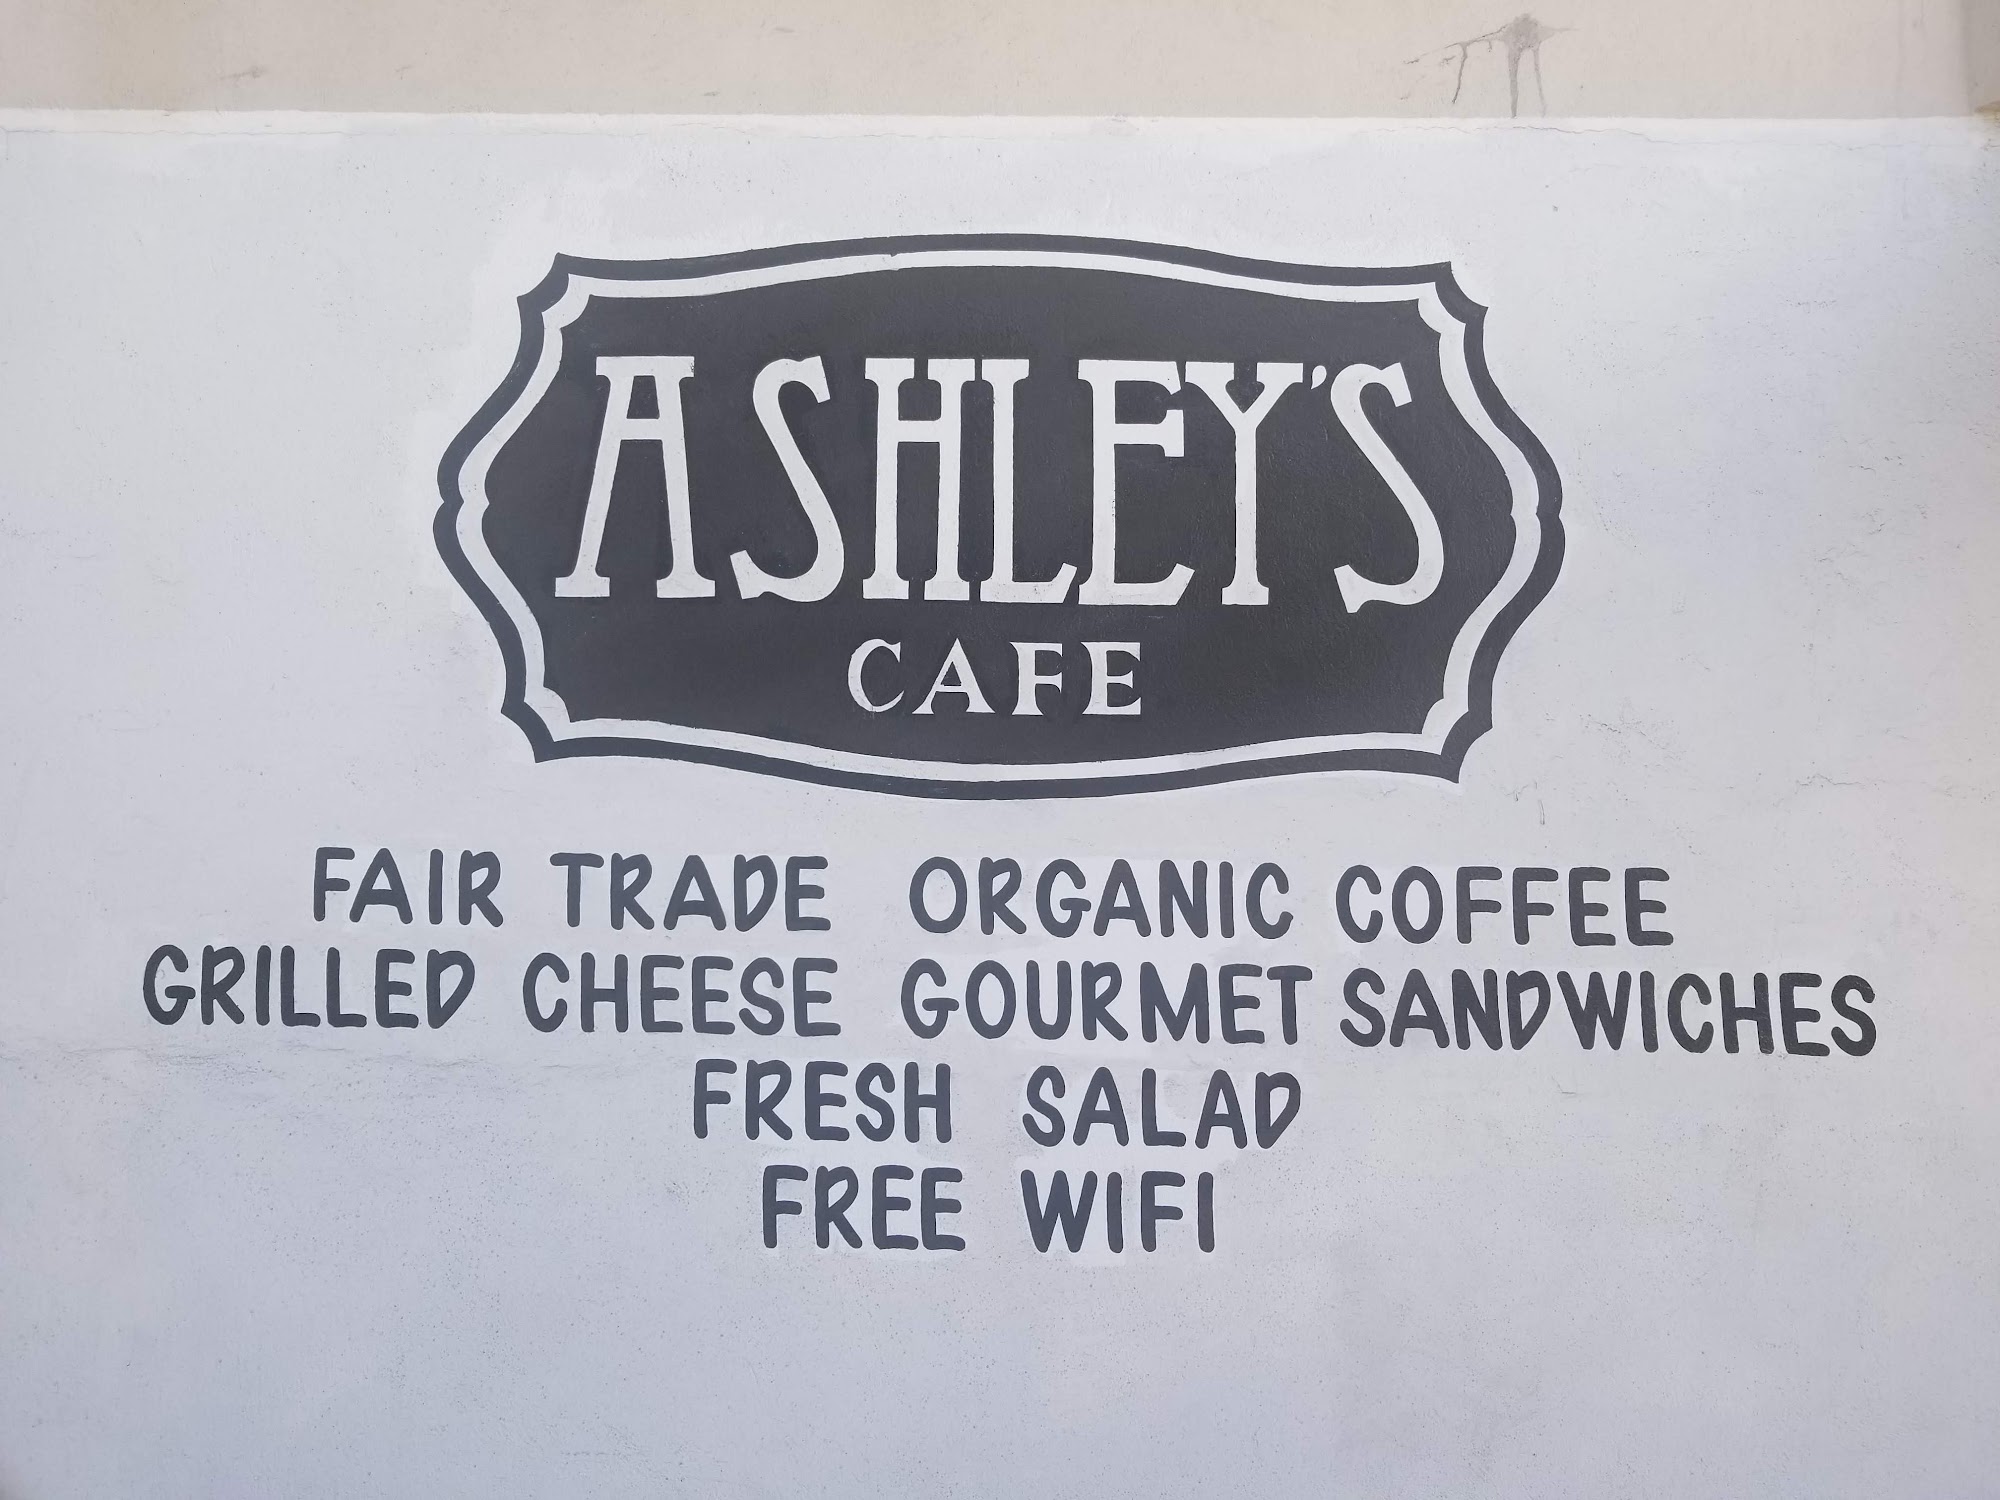 ASHLEY'S
CAFE
FAIR TRADE ORGANIC COFFEE
GRILLED CHEESE GOURMET SANDWICHES
FRESH SALAD
FREE WIFI